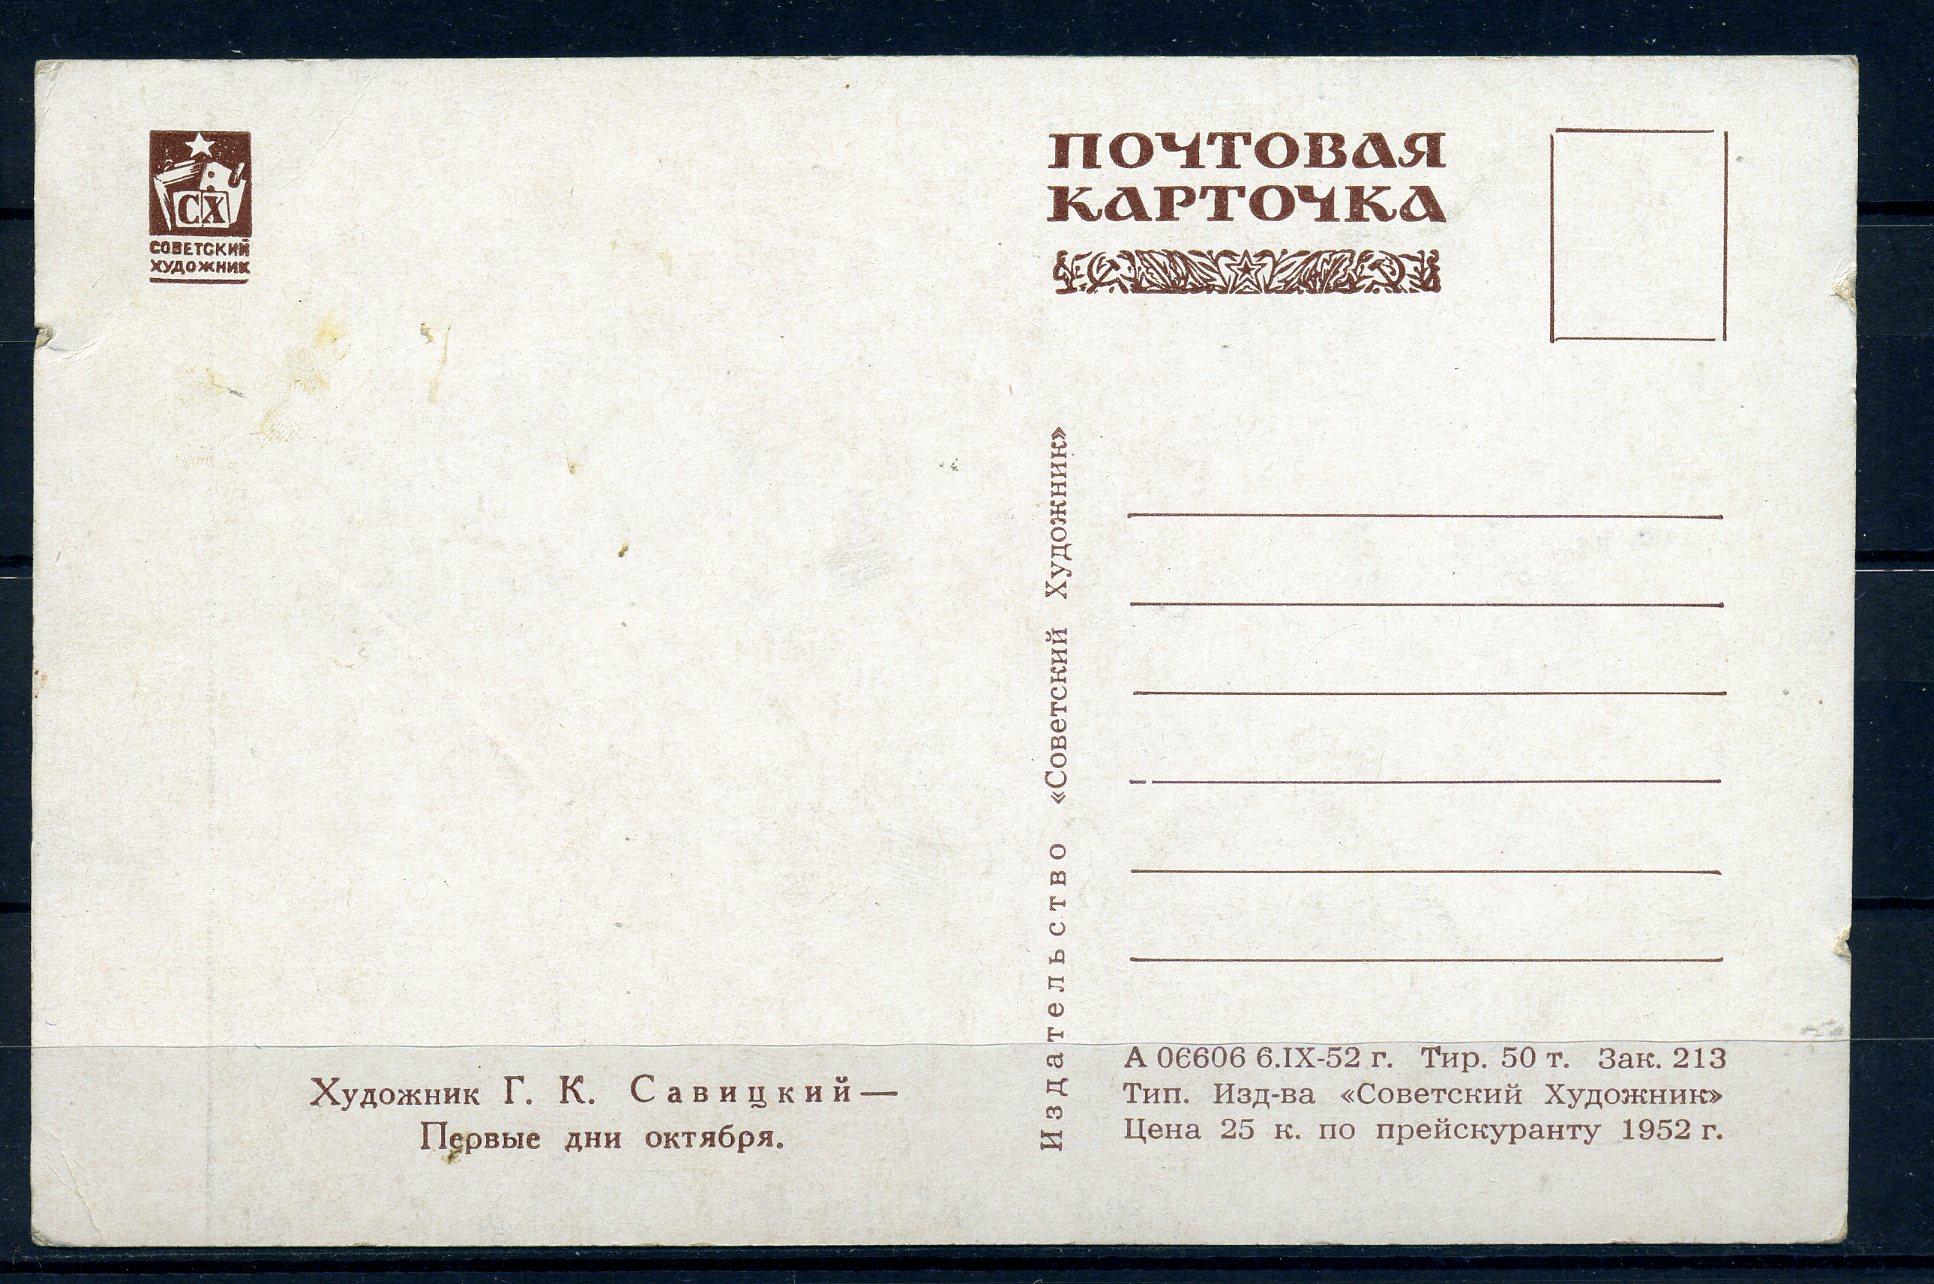 СХ
СОВЕТСКИЙ
ХУДОЖНИК
ПОЧТОВАЯ
КАРТОЧКА
Издательство «Советский Художник»
Художник Г. К. Савицкий—
Первые дни октября.
А 06606 6.IX-52 г. Тир. 50 т. Зак. 213
Тип. Изд-ва «Советский Художник»
Цена 25 к. по прейскуранту 1952 г.